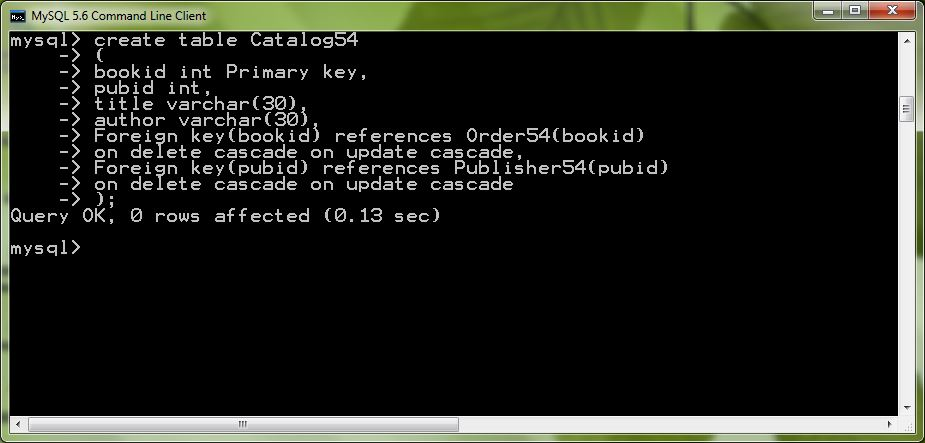 MySQL 5.6 Command Line Client
mysql> create table Catalog54
    -> (
    -> bookid int Primary key,
    -> pubid int,
    -> title varchar(30),
    -> author varchar(30),
    -> Foreign key(bookid) references Order54(bookid)
    -> on delete cascade on update cascade,
    -> Foreign key(pubid) references Publisher54(pubid)
    -> on delete cascade on update cascade
    -> );
Query OK, 0 rows affected (0.13 sec)
mysql>